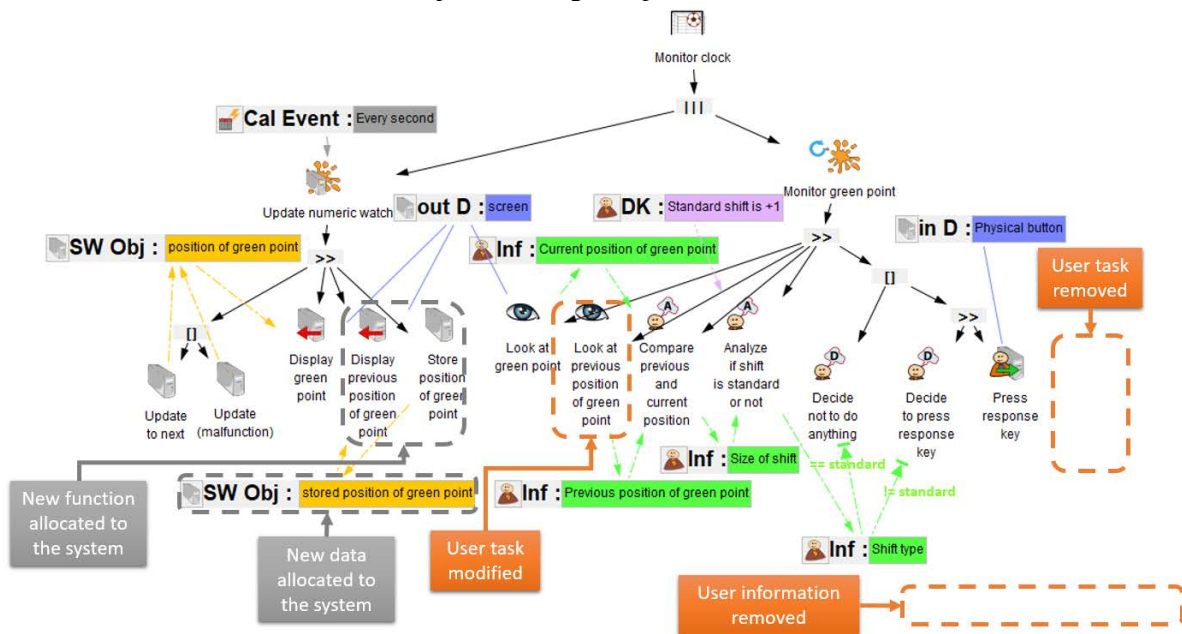 Monitor clock
|||
Cal Event : Every second
Update numeric watch
Monitor green point
out D : screen
DK : Standard shift is +1
in D : Physical button
SW Obj : position of green point
>>
Inf : Current position of green point
>>
[]
User task
removed
[]
>>
Display
green
point
Display
previous
position
of green
point
Store
position
of green
point
Look at
green point
Look at
previous
position
of green
point
Compare
previous
and
current
position
Analyze
if shift
is standard
or not
A
A
D
D
Update
to next
Update
(malfunction)
Decide
not to do
anything
Decide
to press
response
key
Press
response
key
Inf : Size of shift
== standard
!= standard
New function
allocated to
the system
SW Obj : stored position of green point
Inf : Previous position of green point
New data
allocated to
the system
User task
modified
Inf : Shift type
User information
removed